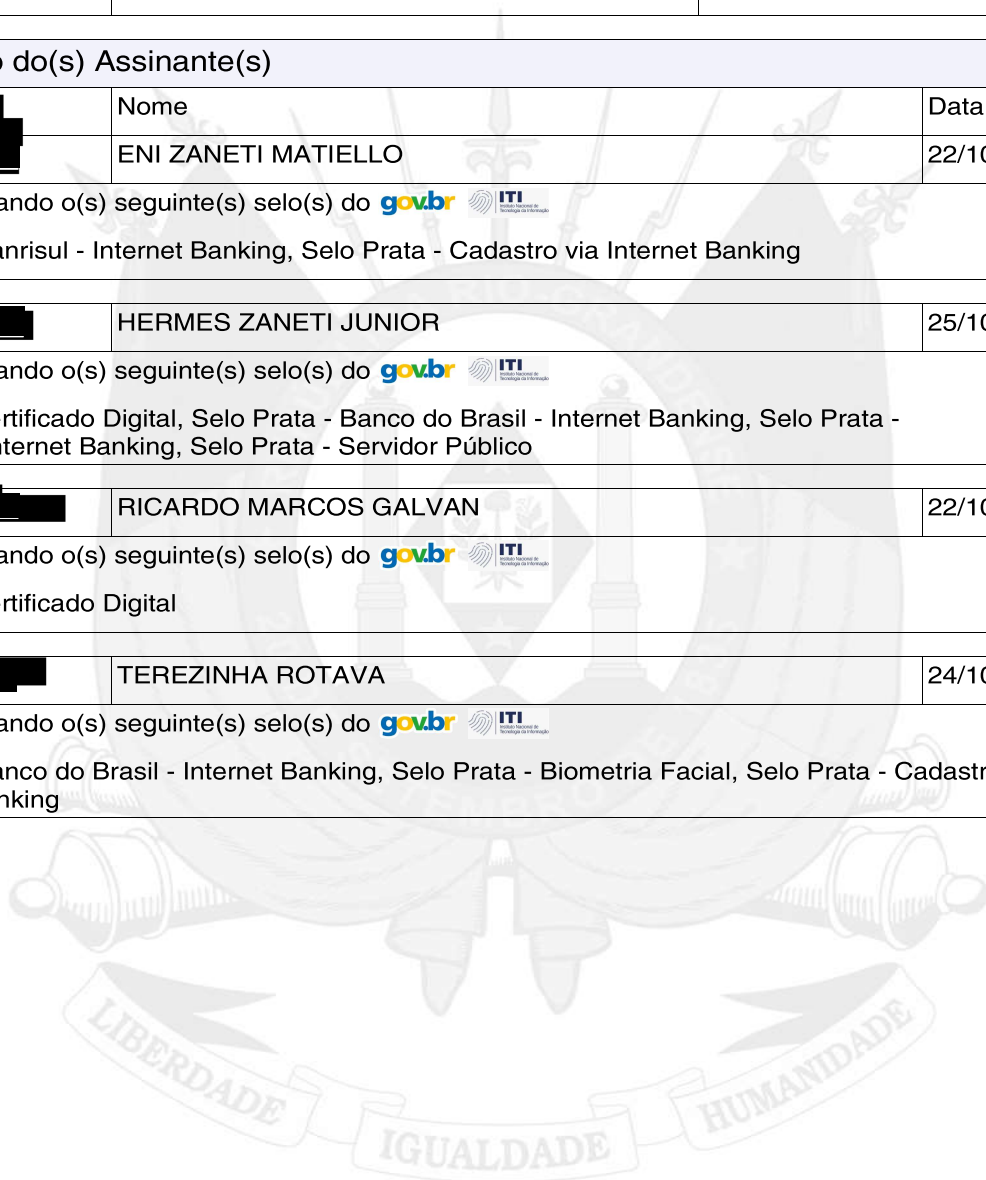 o do(s) Assinante(s)
Nome Data
ENI ZANETI MATIELLO 22/10
ando o(s) seguinte(s) selo(s) do gov.br ITI
anrisul - Internet Banking, Selo Prata - Cadastro via Internet Banking
HERMES ZANETI JUNIOR 25/10
ando o(s) seguinte(s) selo(s) do gov.br ITI
rtificado Digital, Selo Prata - Banco do Brasil - Internet Banking, Selo Prata -
nternet Banking, Selo Prata - Servidor Público
RICARDO MARCOS GALVAN 22/10
ando o(s) seguinte(s) selo(s) do gov.br ITI
rtificado Digital
TEREZINHA ROTAVA 24/10
ando o(s) seguinte(s) selo(s) do gov.br ITI
anco do Brasil - Internet Banking, Selo Prata - Biometria Facial, Selo Prata - Cadastr
nking
LIBERDADE IGUALDADE HUMANIDADE